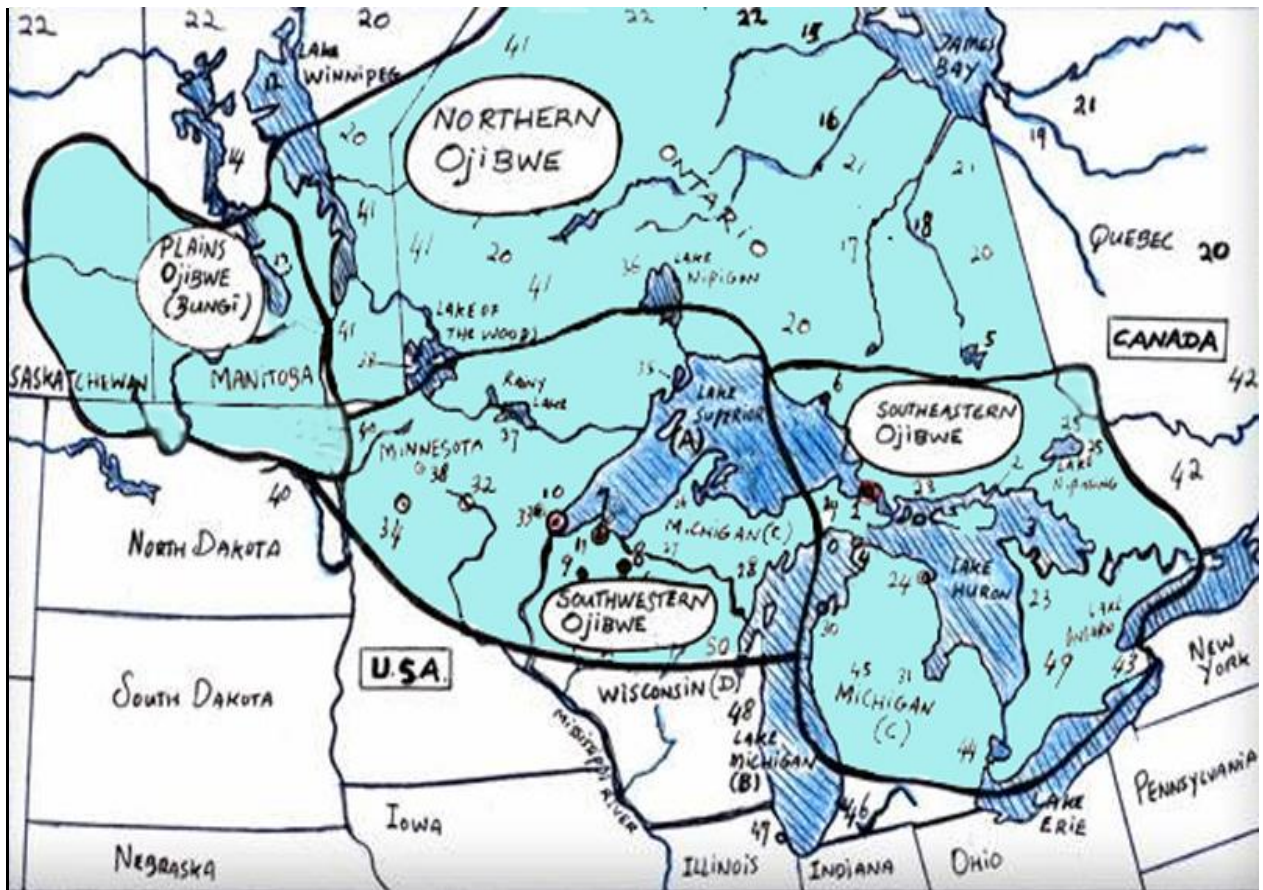 22
22
20
22
22
15
JAMES
BAY
41
LAKE
WINNIPEG
12
21
NORTHERN
OJIBWE
20
16
19
14
ONTARIO
21
21
41
41
20
17
18
20
QUEBEC 20
PLAINS
OJIBWE
(BUNGI)
13
36
LAKE
NIPIGON
41
LAKE OF
THE WOODS
41
20
5
CANADA
42
SASKATCHEWAN
MANITOBA
35
LAKE
SUPERIOR
(A)
6
SOUTHEASTERN
OJIBWE
RAINY
LAKE
37
40
MINNESOTA
38
32
34
25
25
LAKE
NIPISSING
2
42
40
10
33
7
11
9
8
MICHIGAN (C)
27
28
29
1
23
3
4
NORTH DAKOTA
SOUTHWESTERN
OJIBWE
24
LAKE
HURON
23
30
50
U.S.A.
WISCONSIN (D)
45
31
MICHIGAN
(C)
49
43
NEW
YORK
SOUTH DAKOTA
48
LAKE
MICHIGAN
(B)
44
MISSISSIPPI RIVER
PENNSYLVANIA
IOWA
46
LAKE
ERIE
47
NEBRASKA
ILLINOIS
INDIANA
OHIO